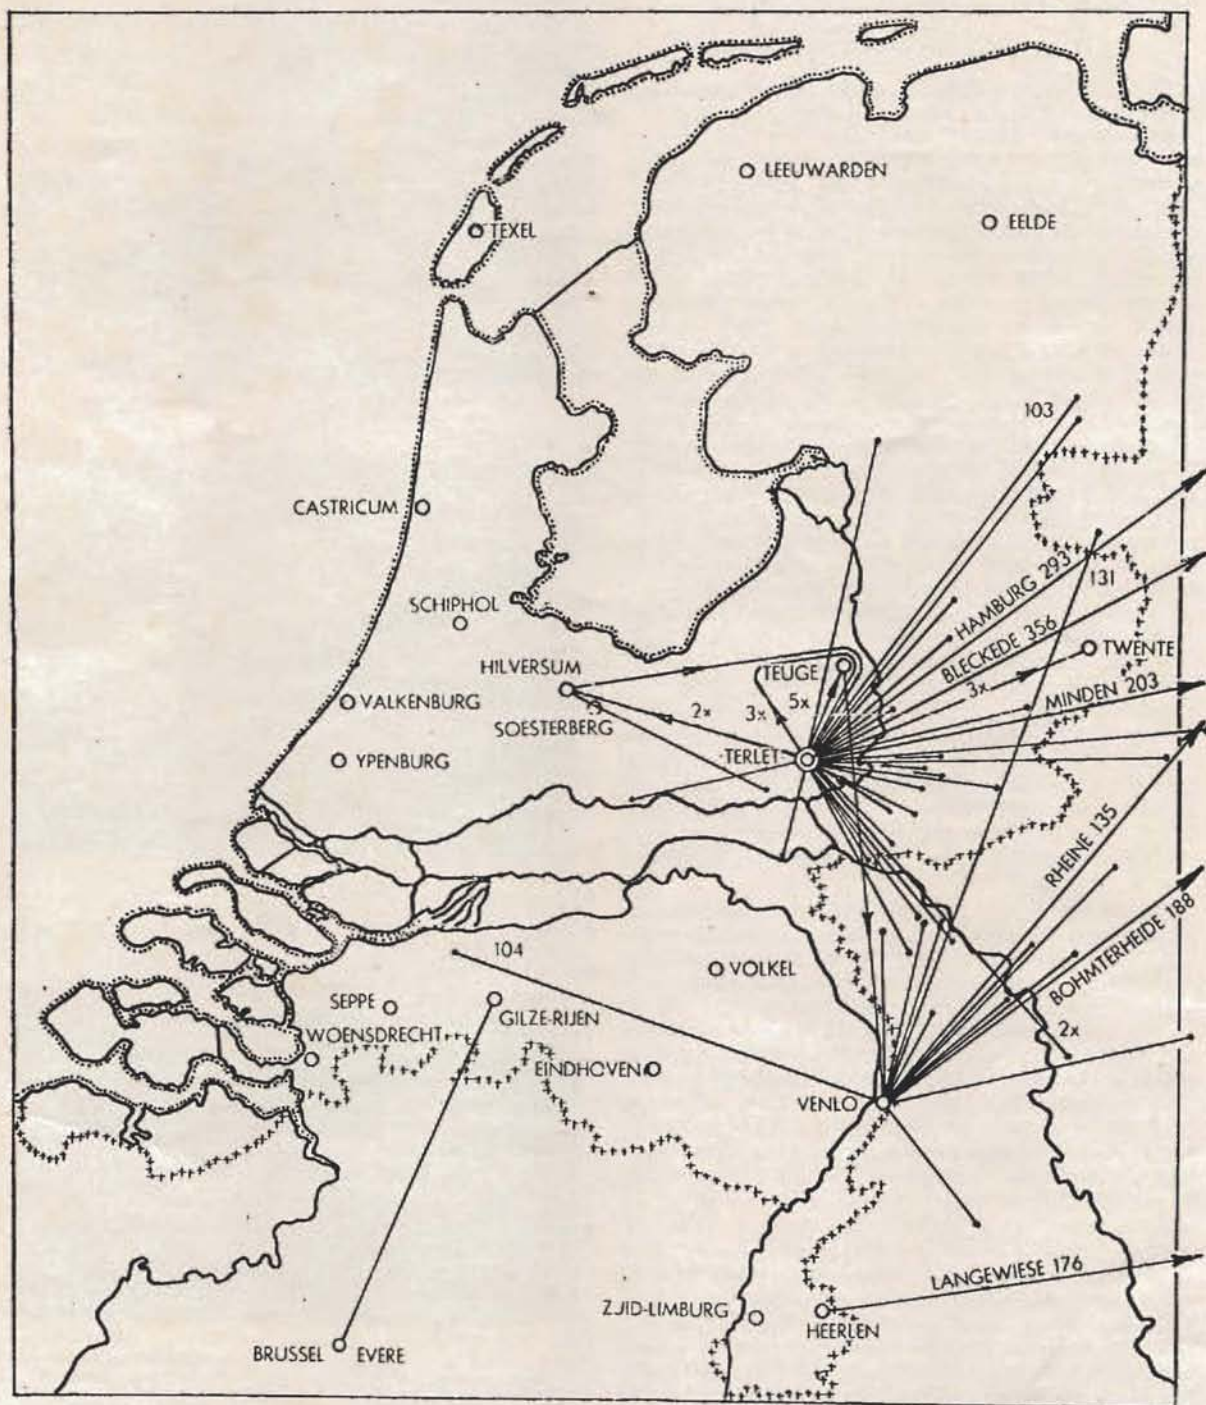 LEEUWARDEN
EELDE
TEXEL
103
CASTRICUM
HAMBURG 293
131
SCHIPHOL
BLECKEDE 356
TWENTE
HILVERSUM
TEUGE
3x
VALKENBURG
SOESTERBERG
2x
3x
5x
MINDEN 203
YPENBURG
TERLET
RHEINE 135
104
VOLKEL
BOHMTERHEIDE 188
SEPPE
GILZE-RIJEN
WOENSDRECHT
2x
EINDHOVEN
VENLO
LANGEWIESE 176
ZUID-LIMBURG
HEERLEN
BRUSSEL EVERE